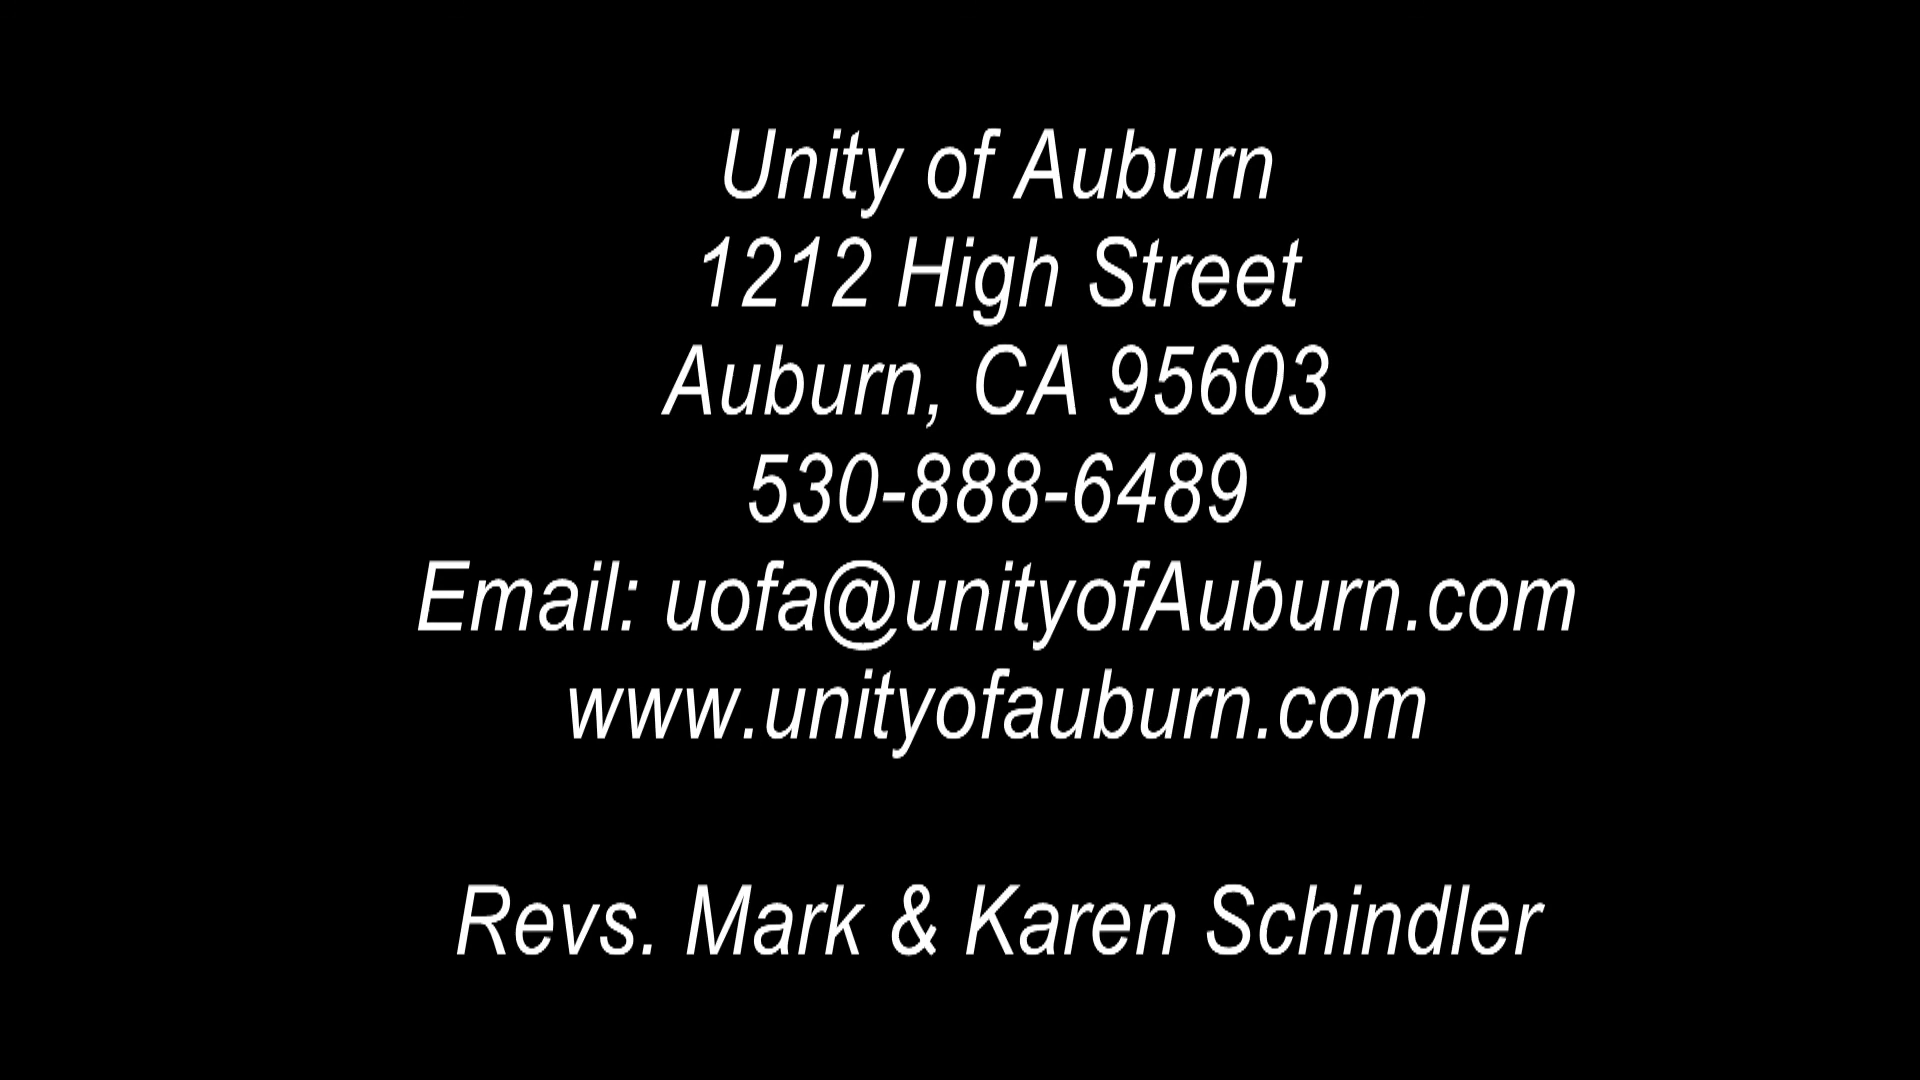 Unity of Auburn
1212 High Street
Auburn, CA 95603
530-888-6489
Email: uofa@unityofAuburn.com
www.unityofauburn.com
Revs. Mark & Karen Schindler